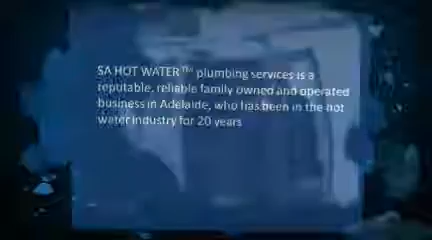 SA HOT WATER™ plumbing services is a
reputable, reliable family owned and operated
business in Adelaide, who has been in the hot
water industry for 20 years